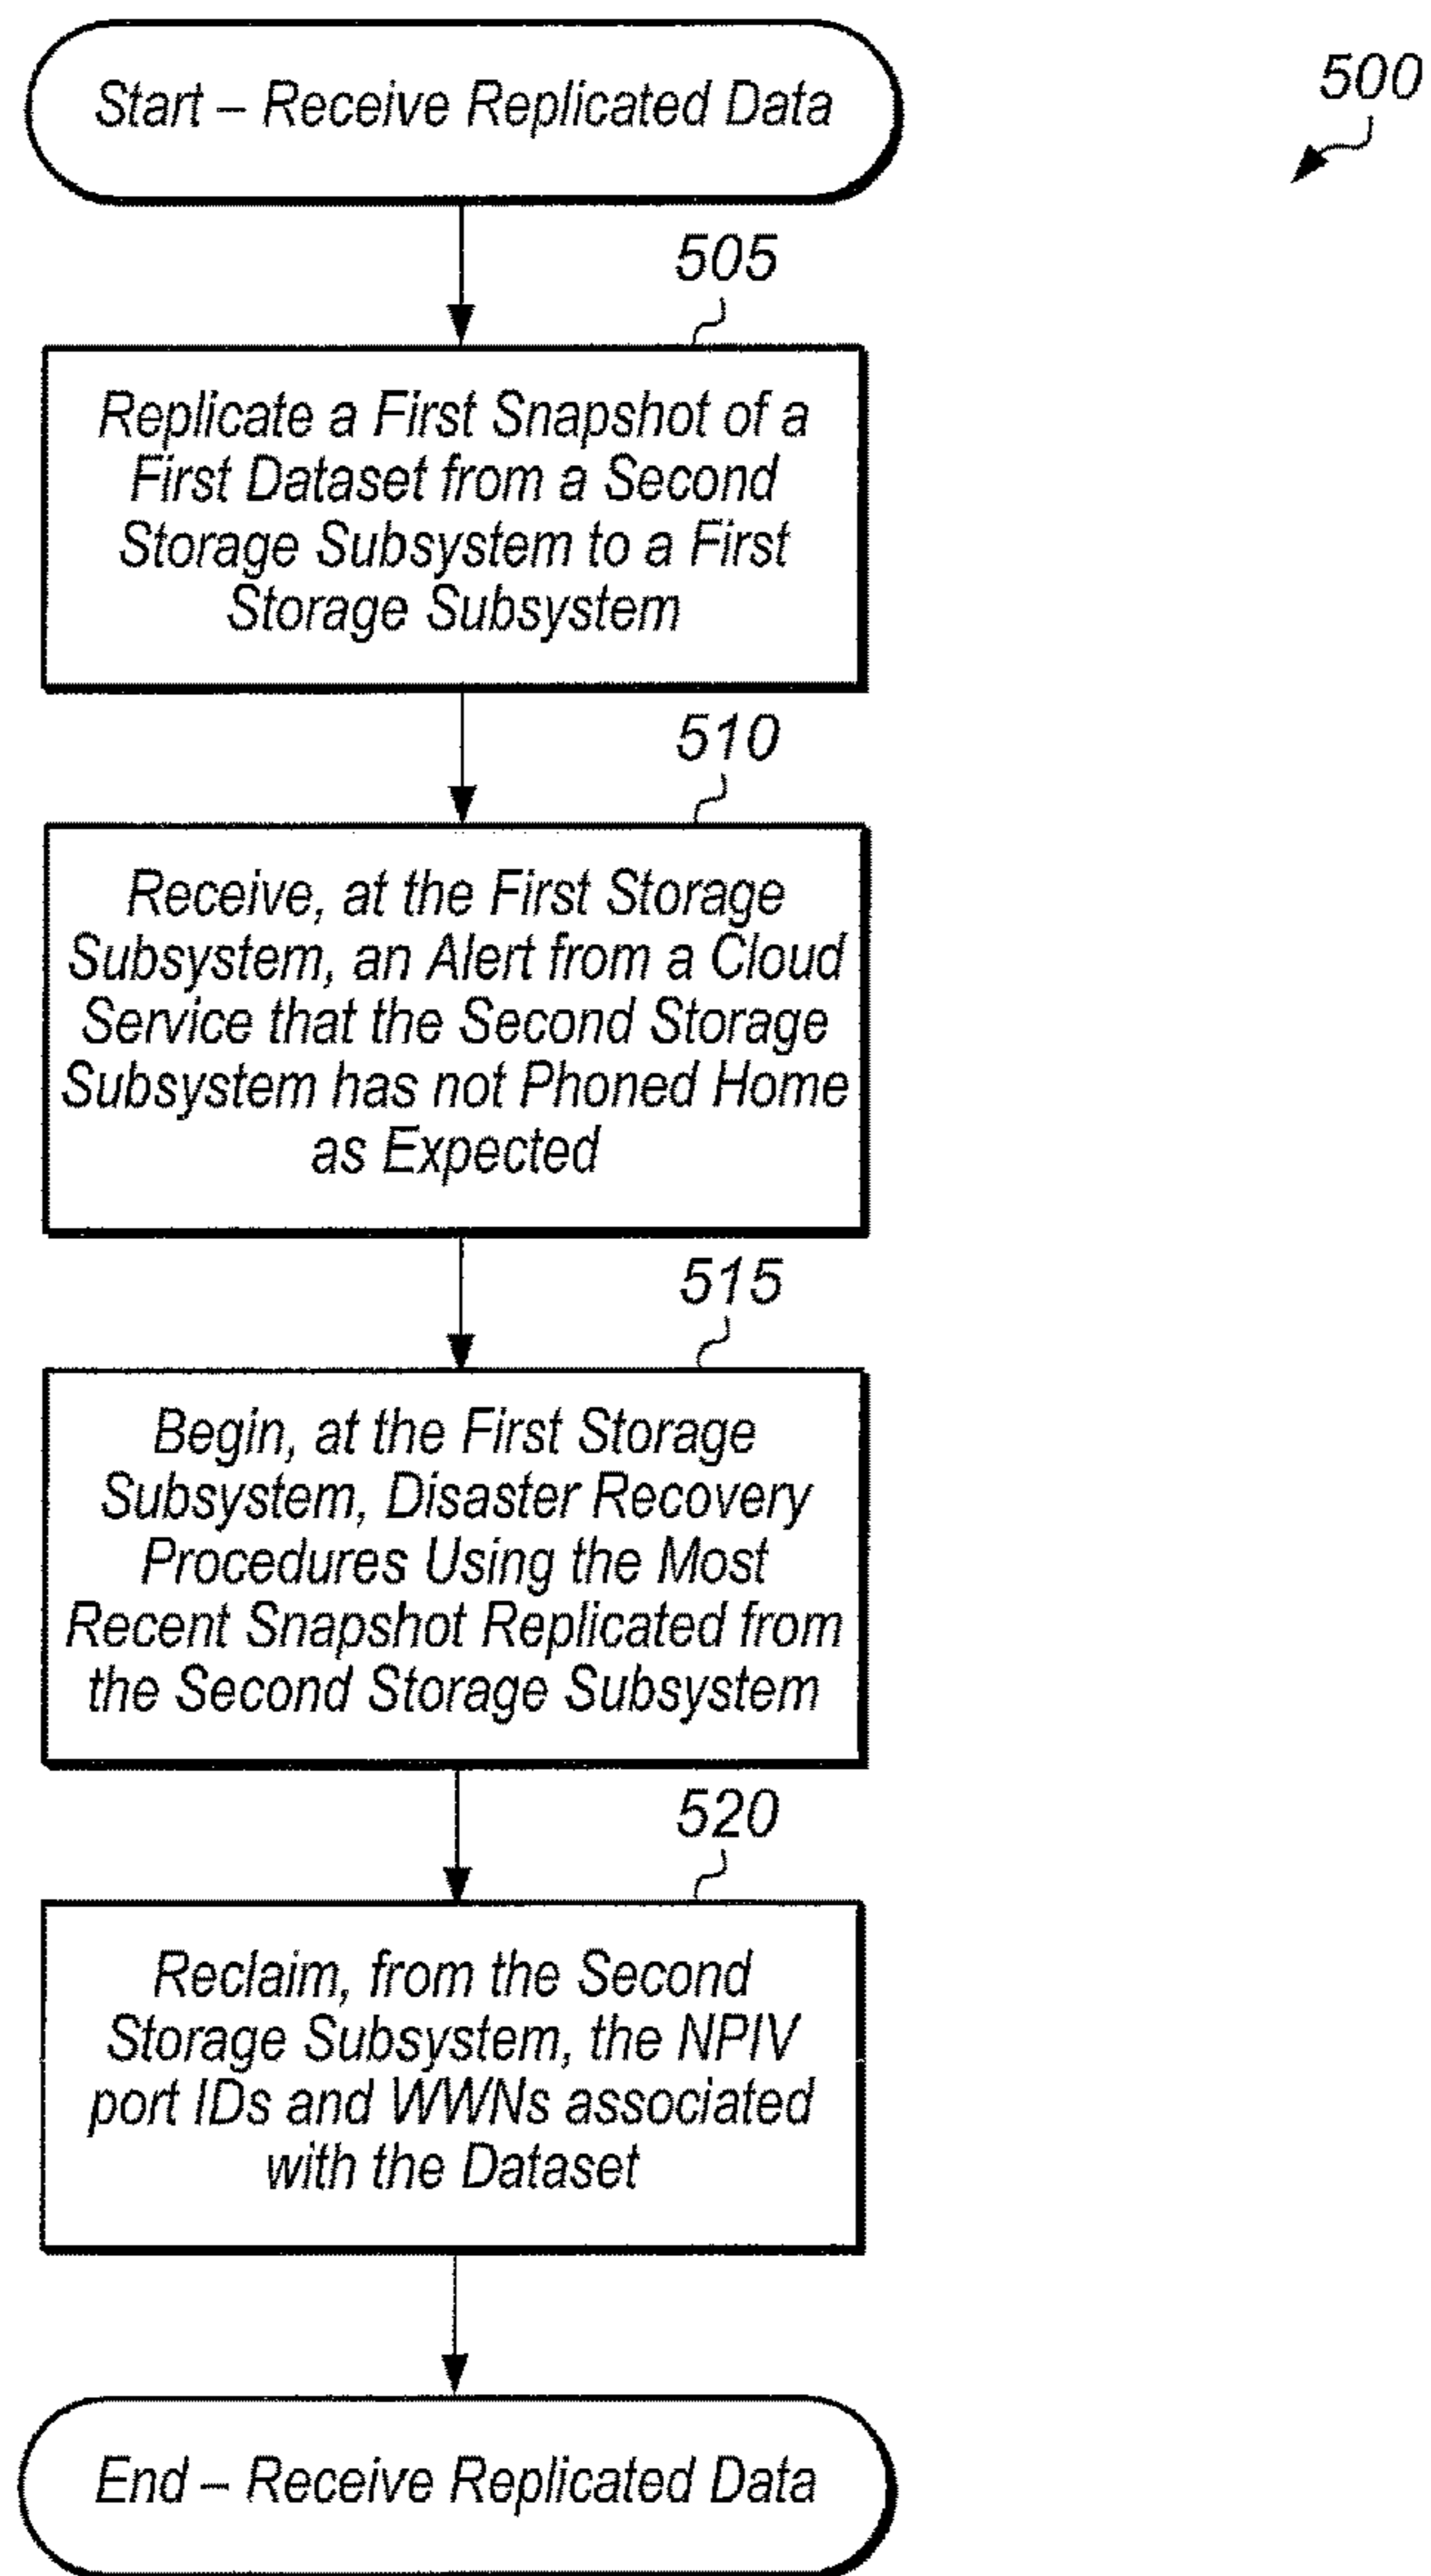 Start – Receive Replicated Data
500
505
Replicate a First Snapshot of a
First Dataset from a Second
Storage Subsystem to a First
Storage Subsystem
510
Receive, at the First Storage
Subsystem, an Alert from a Cloud
Service that the Second Storage
Subsystem has not Phoned Home
as Expected
515
Begin, at the First Storage
Subsystem, Disaster Recovery
Procedures Using the Most
Recent Snapshot Replicated from
the Second Storage Subsystem
520
Reclaim, from the Second
Storage Subsystem, the NPIV
port IDs and WWNs associated
with the Dataset
End – Receive Replicated Data